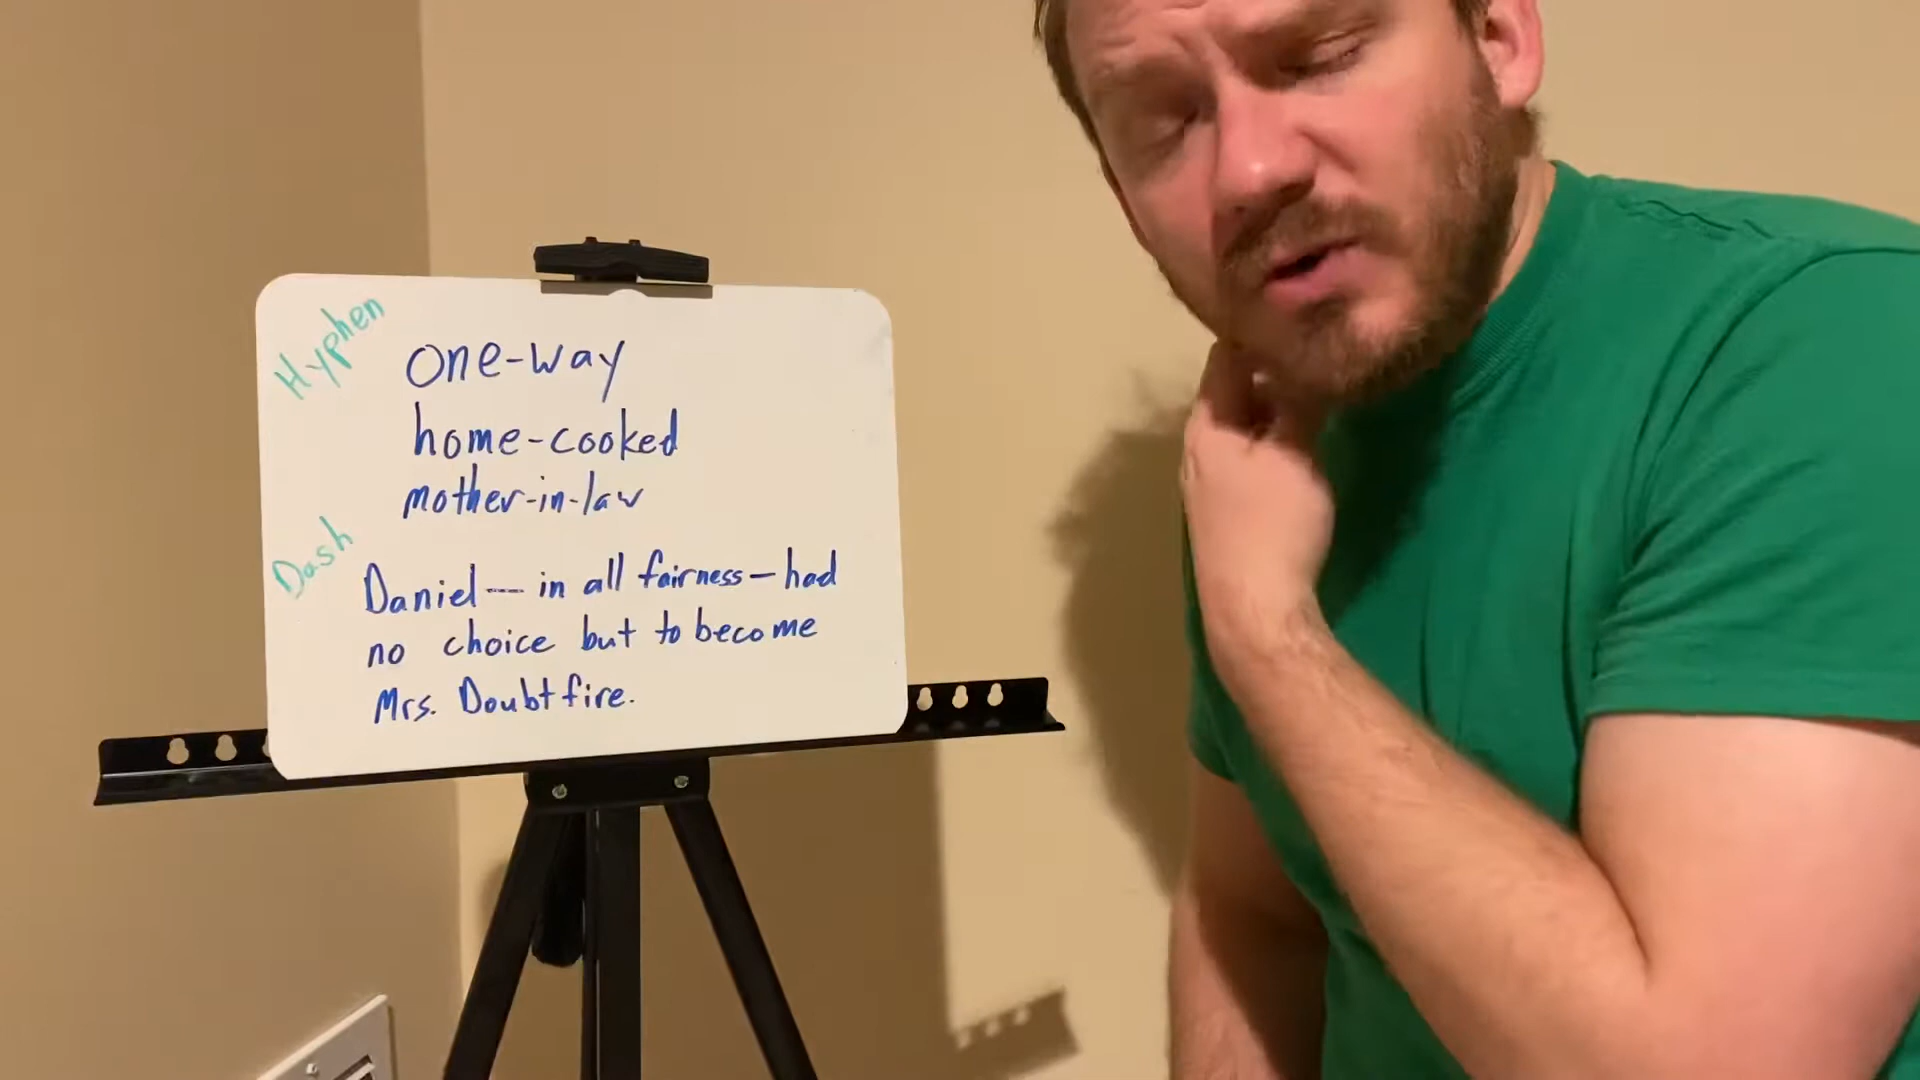 Hyphen
one-way
home-cooked
mother-in-law
Dash
Daniel — in all fairness — had
no choice but to become
Mrs. Doubtfire.